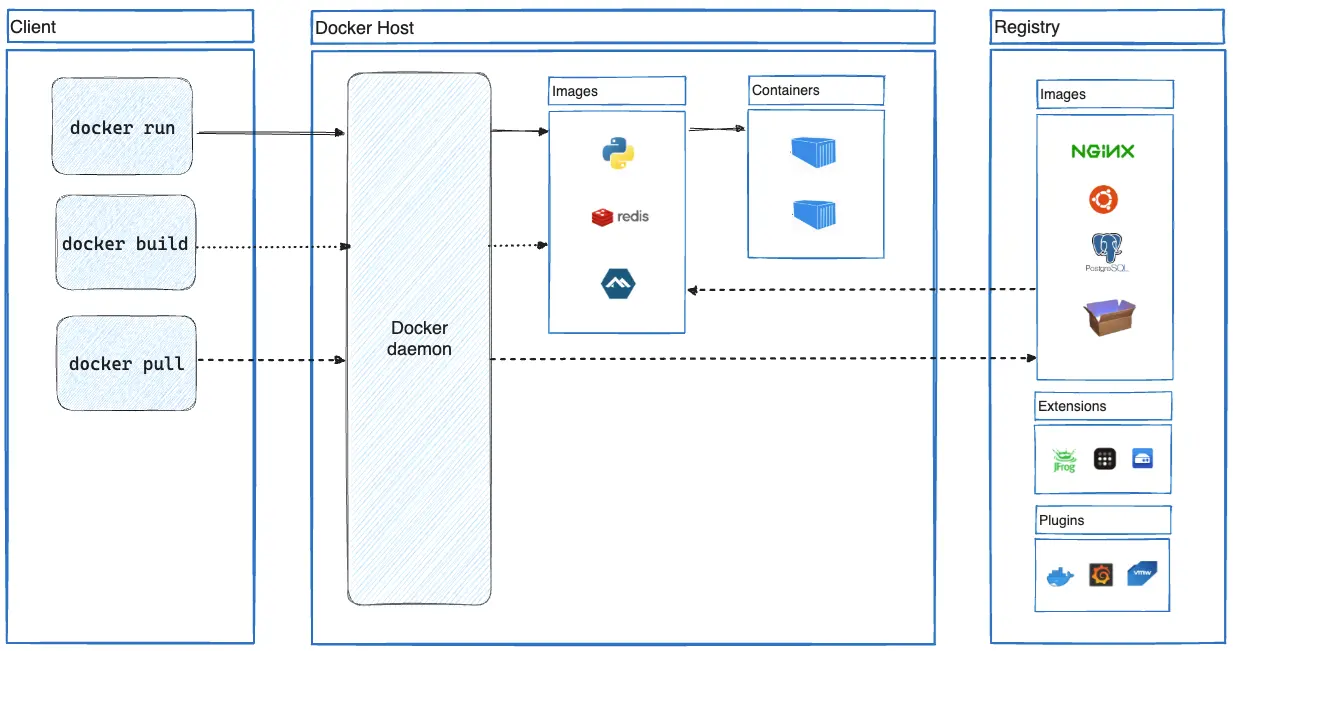 Client
docker run
docker build
docker pull
Docker Host
Docker
daemon
Images
redis
Containers
Registry
Images
NGINX
PostgreSQL
Extensions
JFrog
Plugins
vmw